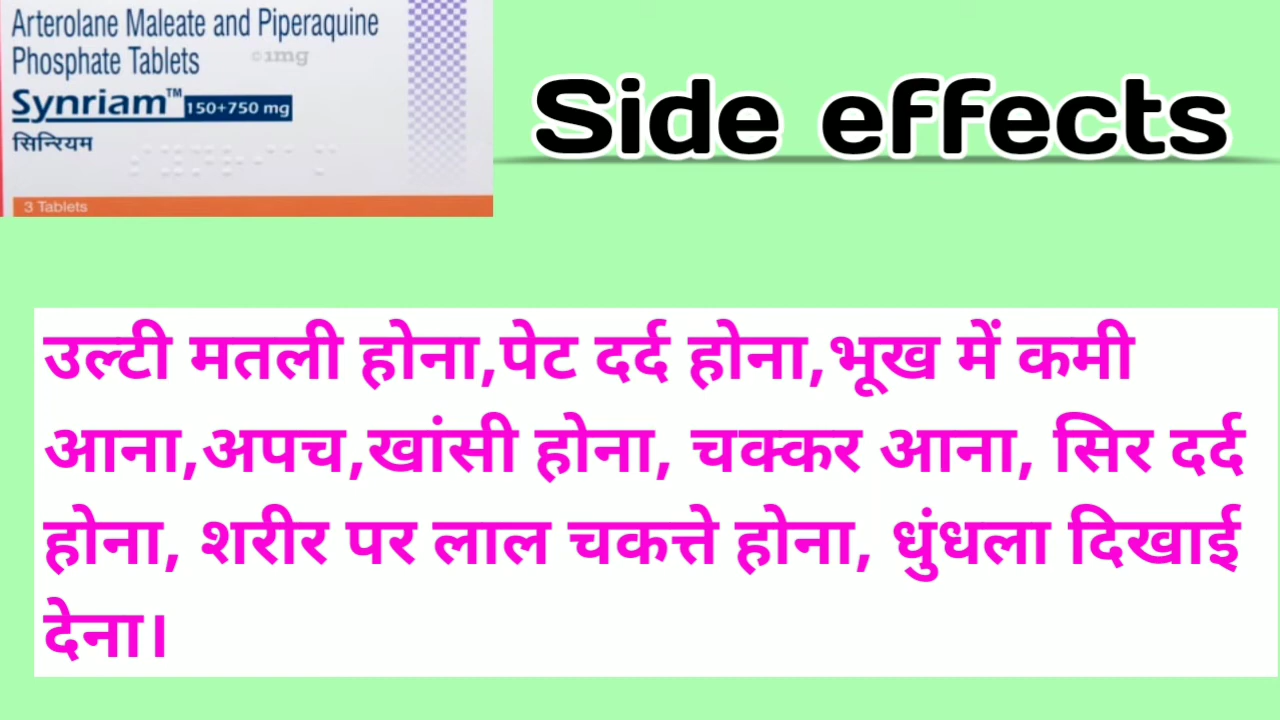 Arterolane Maleate and Piperaquine
Phosphate Tablets
©1mg
Synriam™ 150+750 mg
सिन्रियम
3 Tablets
Side effects
उल्टी मतली होना,पेट दर्द होना,भूख में कमी
आना,अपच,खांसी होना, चक्कर आना, सिर दर्द
होना, शरीर पर लाल चकत्ते होना, धुंधला दिखाई
देना।